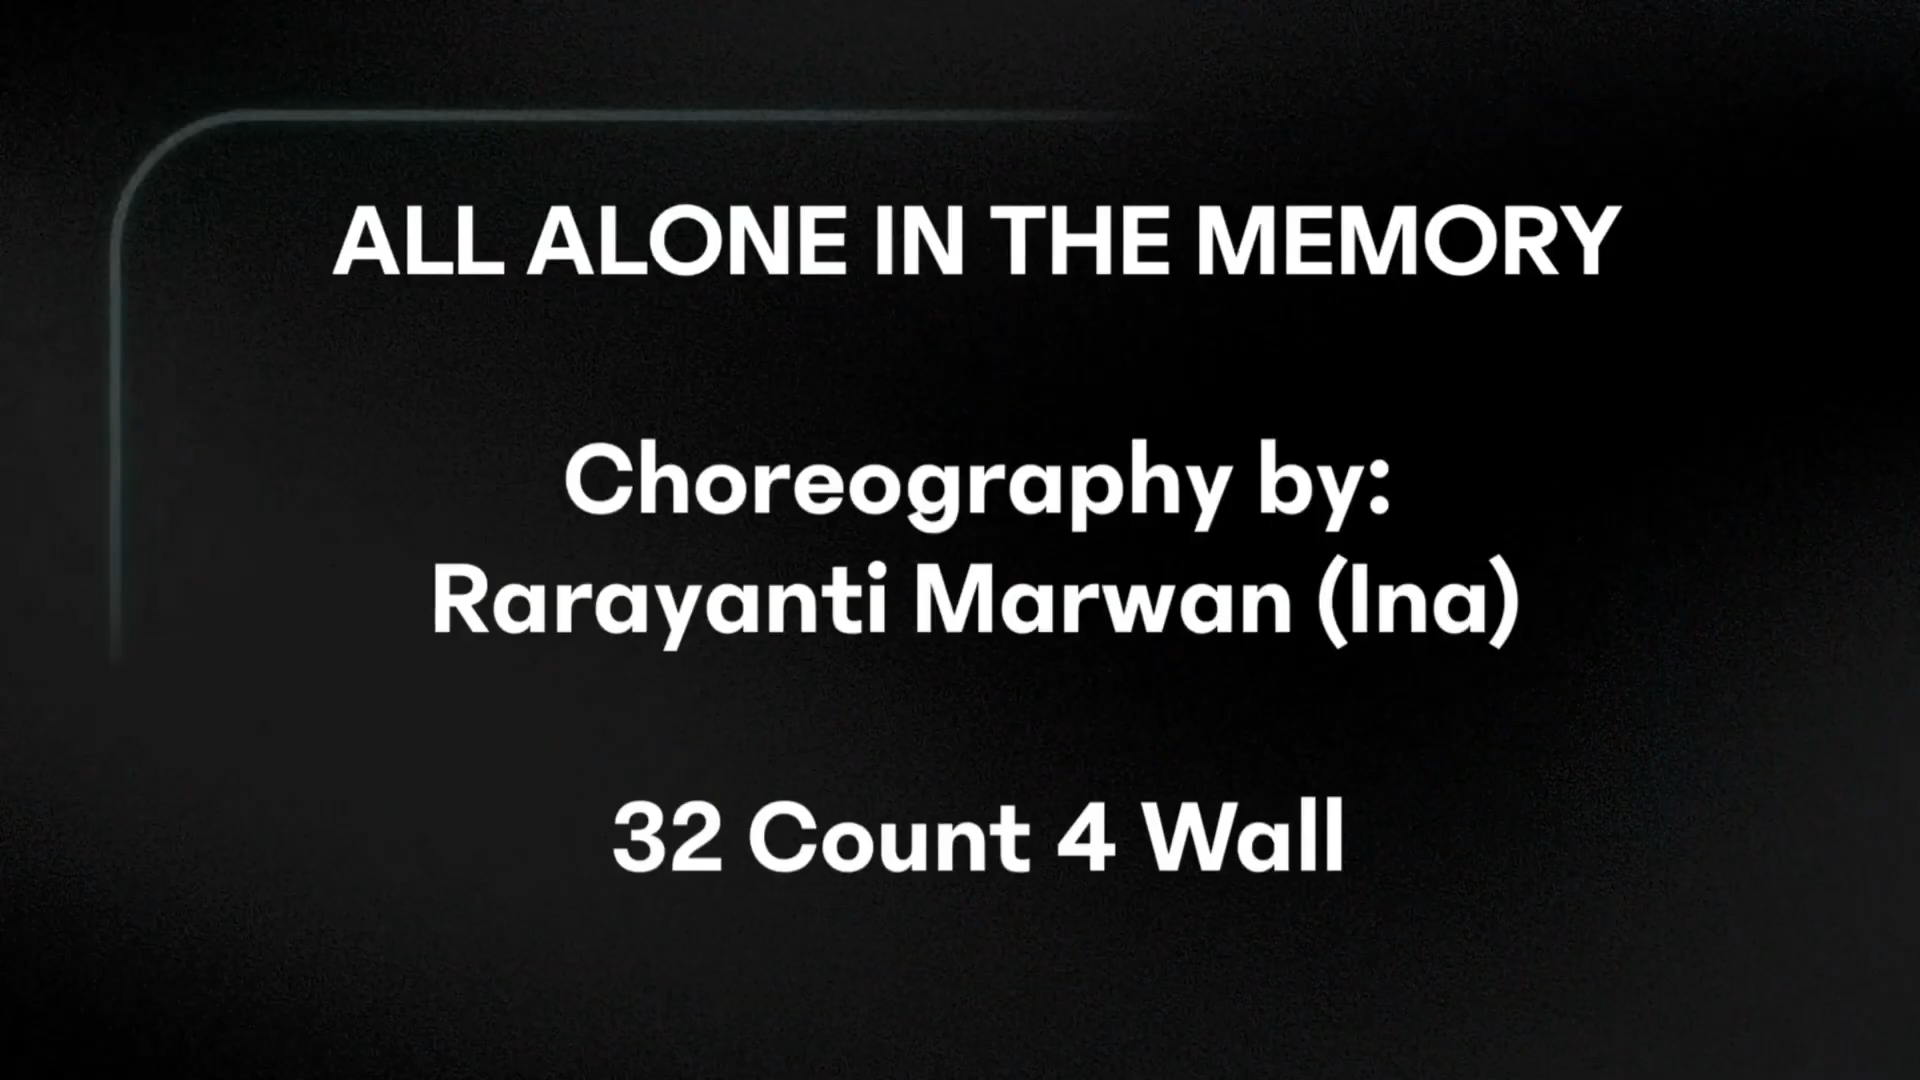 ALL ALONE IN THE MEMORY
Choreography by:
Rarayanti Marwan (Ina)
32 Count 4 Wall